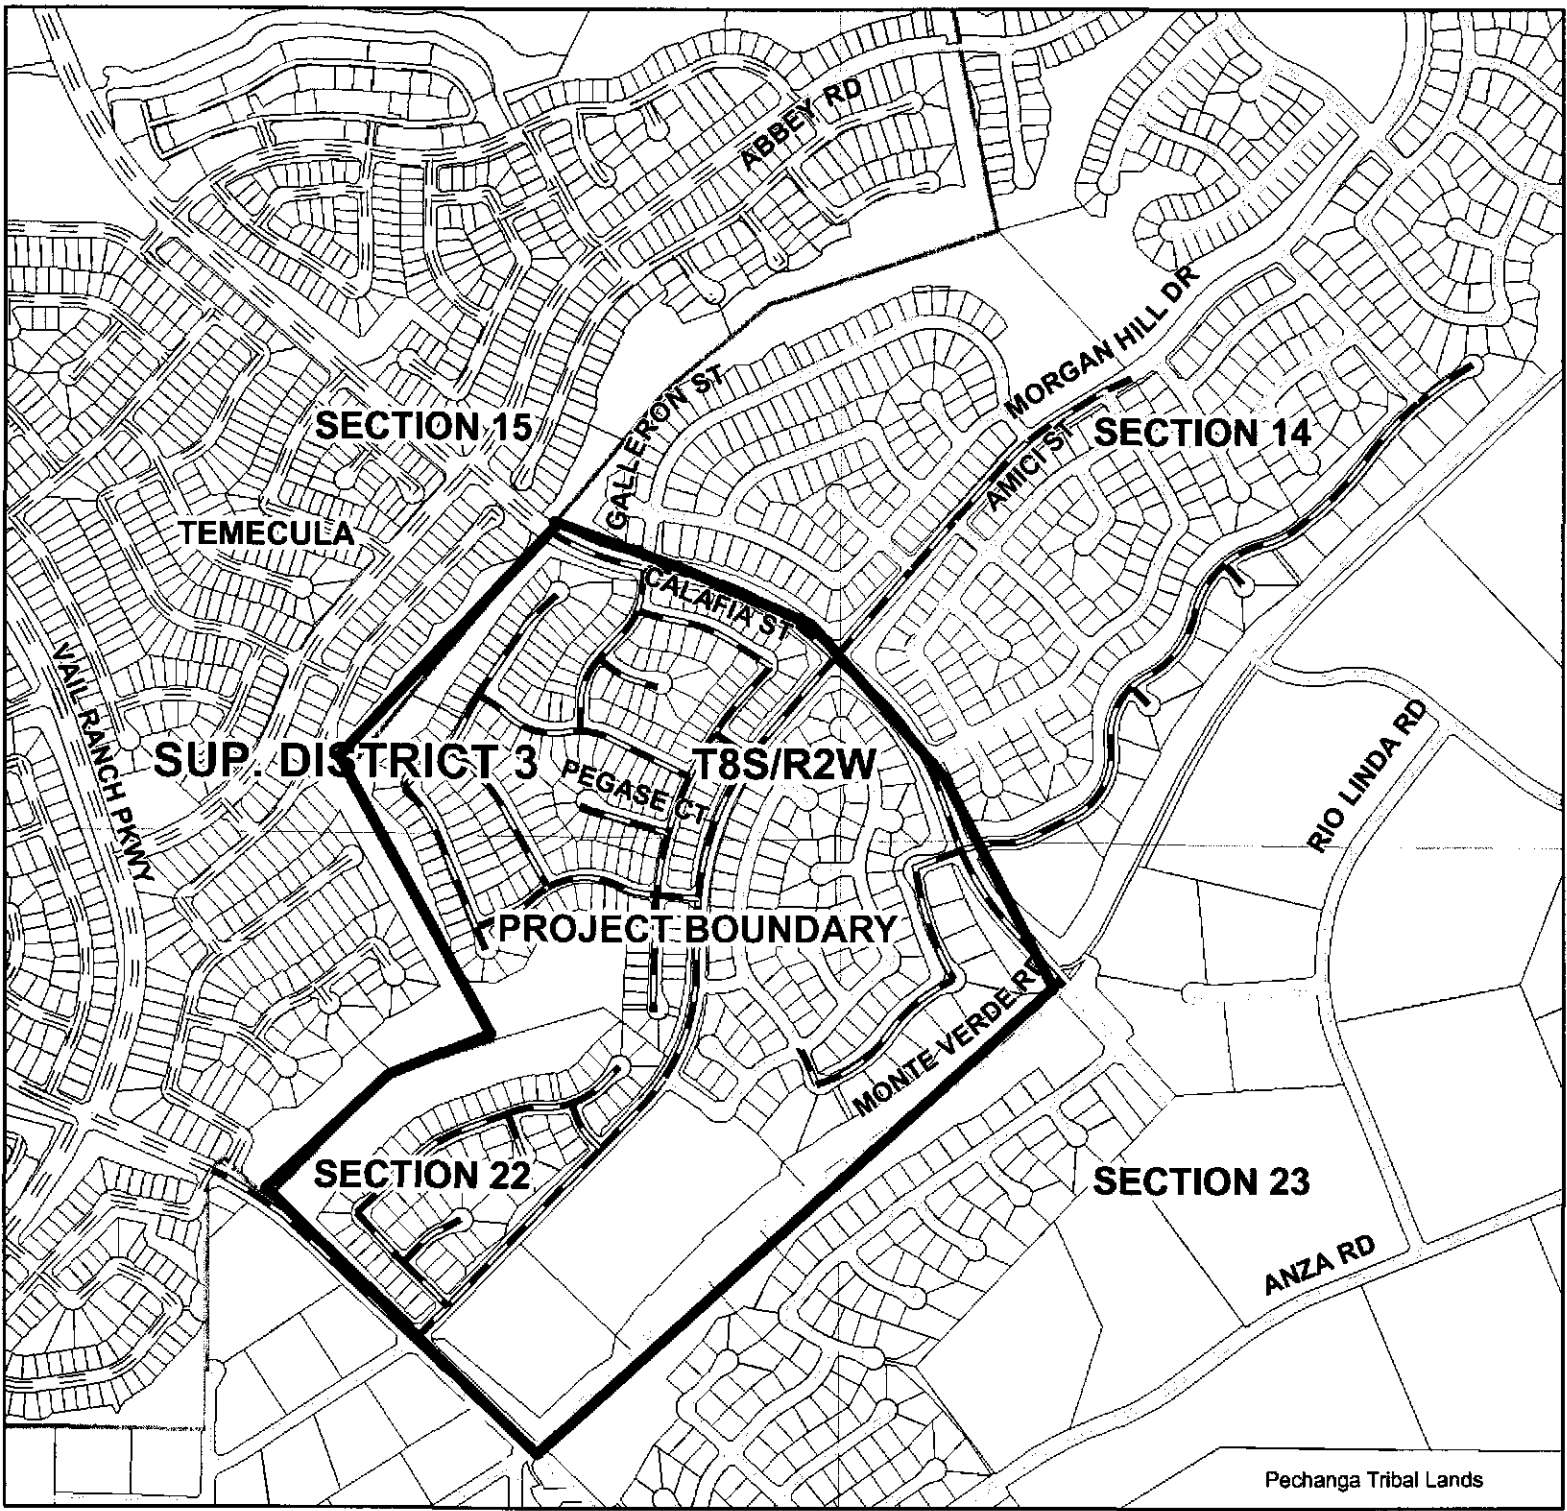 ABBEY RD
MORGAN HILL DR
GALLERON ST
SECTION 15
AMICI ST
SECTION 14
TEMECULA
CALAFIA ST
VAIL RANCH PKWY
SUP. DISTRICT 3
T8S/R2W
PEGASE CT
RIO LINDA RD
PROJECT BOUNDARY
MONTE VERDE RD
SECTION 22
SECTION 23
ANZA RD
Pechanga Tribal Lands